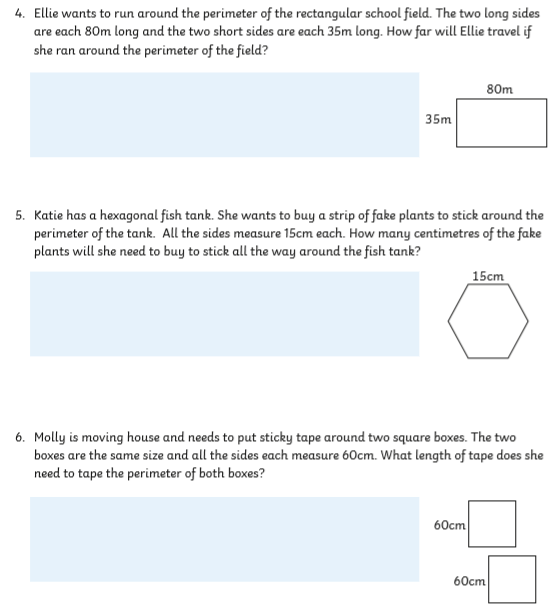 4. Ellie wants to run around the perimeter of the rectangular school field. The two long sides
are each 80m long and the two short sides are each 35m long. How far will Ellie travel if
she ran around the perimeter of the field?
80m
35m
5. Katie has a hexagonal fish tank. She wants to buy a strip of fake plants to stick around the
perimeter of the tank. All the sides measure 15cm each. How many centimetres of the fake
plants will she need to buy to stick all the way around the fish tank?
15cm
6. Molly is moving house and needs to put sticky tape around two square boxes. The two
boxes are the same size and all the sides each measure 60cm. What length of tape does she
need to tape the perimeter of both boxes?
60cm
60cm